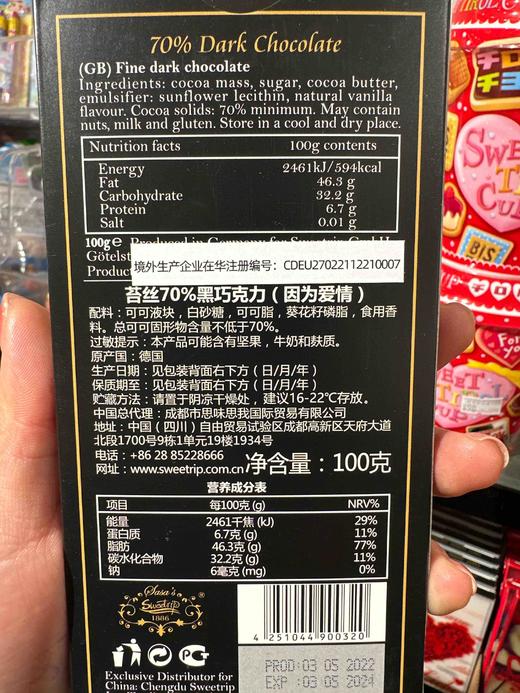 70% Dark Chocolate
(GB) Fine dark chocolate
Ingredients: cocoa mass, sugar, cocoa butter,
emulsifier: sunflower lecithin, natural vanilla
flavour. Cocoa solids: 70% minimum. May contain
nuts, milk and gluten. Store in a cool and dry place.
Nutrition facts 100g contents
Energy 2461kJ/594kcal
Fat 46.3 g
Carbohydrate 32.2 g
Protein 6.7 g
Salt 0.01 g
100g e Produced in Germany for Sweetrip GmbH
Götelst
Product
境外生产企业在华注册编号：CDEU27022112210007
苔丝70%黑巧克力（因为爱情）
配料：可可液块，白砂糖，可可脂，葵花籽磷脂，食用香
料。总可可固形物含量不低于70%。
过敏提示：本产品可能含有坚果，牛奶和麸质。
原产国：德国
生产日期：见包装背面右下方（日/月/年）
保质期至：见包装背面右下方（日/月/年）
贮藏方法：请置于阴凉干燥处，建议16-22℃存放。
中国总代理：成都市思味思我国际贸易有限公司
地址：中国（四川）自由贸易试验区成都高新区天府大道
北段1700号9栋1单元19楼1934号
电话：+86 28 85228666
网址：www.sweetrip.com.cn 净含量：100克
营养成分表
项目 每100克(g) NRV%
能量 2461千焦 (kJ) 29%
蛋白质 6.7克(g) 11%
脂肪 46.3克(g) 77%
碳水化合物 32.2克(g) 11%
钠 6毫克(mg) 0%
Sasa's
Sweetrip ®
1886
4 251044 900320
PROD:03 05 2022
EXP :03 05 2024
Exclusive Distributor for
China: Chengdu Sweetrip
SWE
BIS
For
you
SWEET